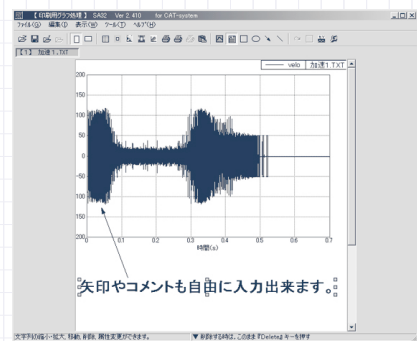 【 印刷用グラフ処理 】 SA32 Ver 2.410 for CAT-system
ファイル(G) 編集(I) 表示(W) ツール(T) ヘルプ(H)
【1】 加速1.TXT
velo 加速1.TXT
200
150
100
50
0
-50
100
150
200
0 0.1 0.2 0.3 0.4 0.5 0.6 0.7
時間(s)
矢印やコメントも自由に入力出来ます。
文字列の縮小・拡大, 移動, 削除, 属性変更ができます。 ▼ 削除する時は、このまま『Delete』キーを押す